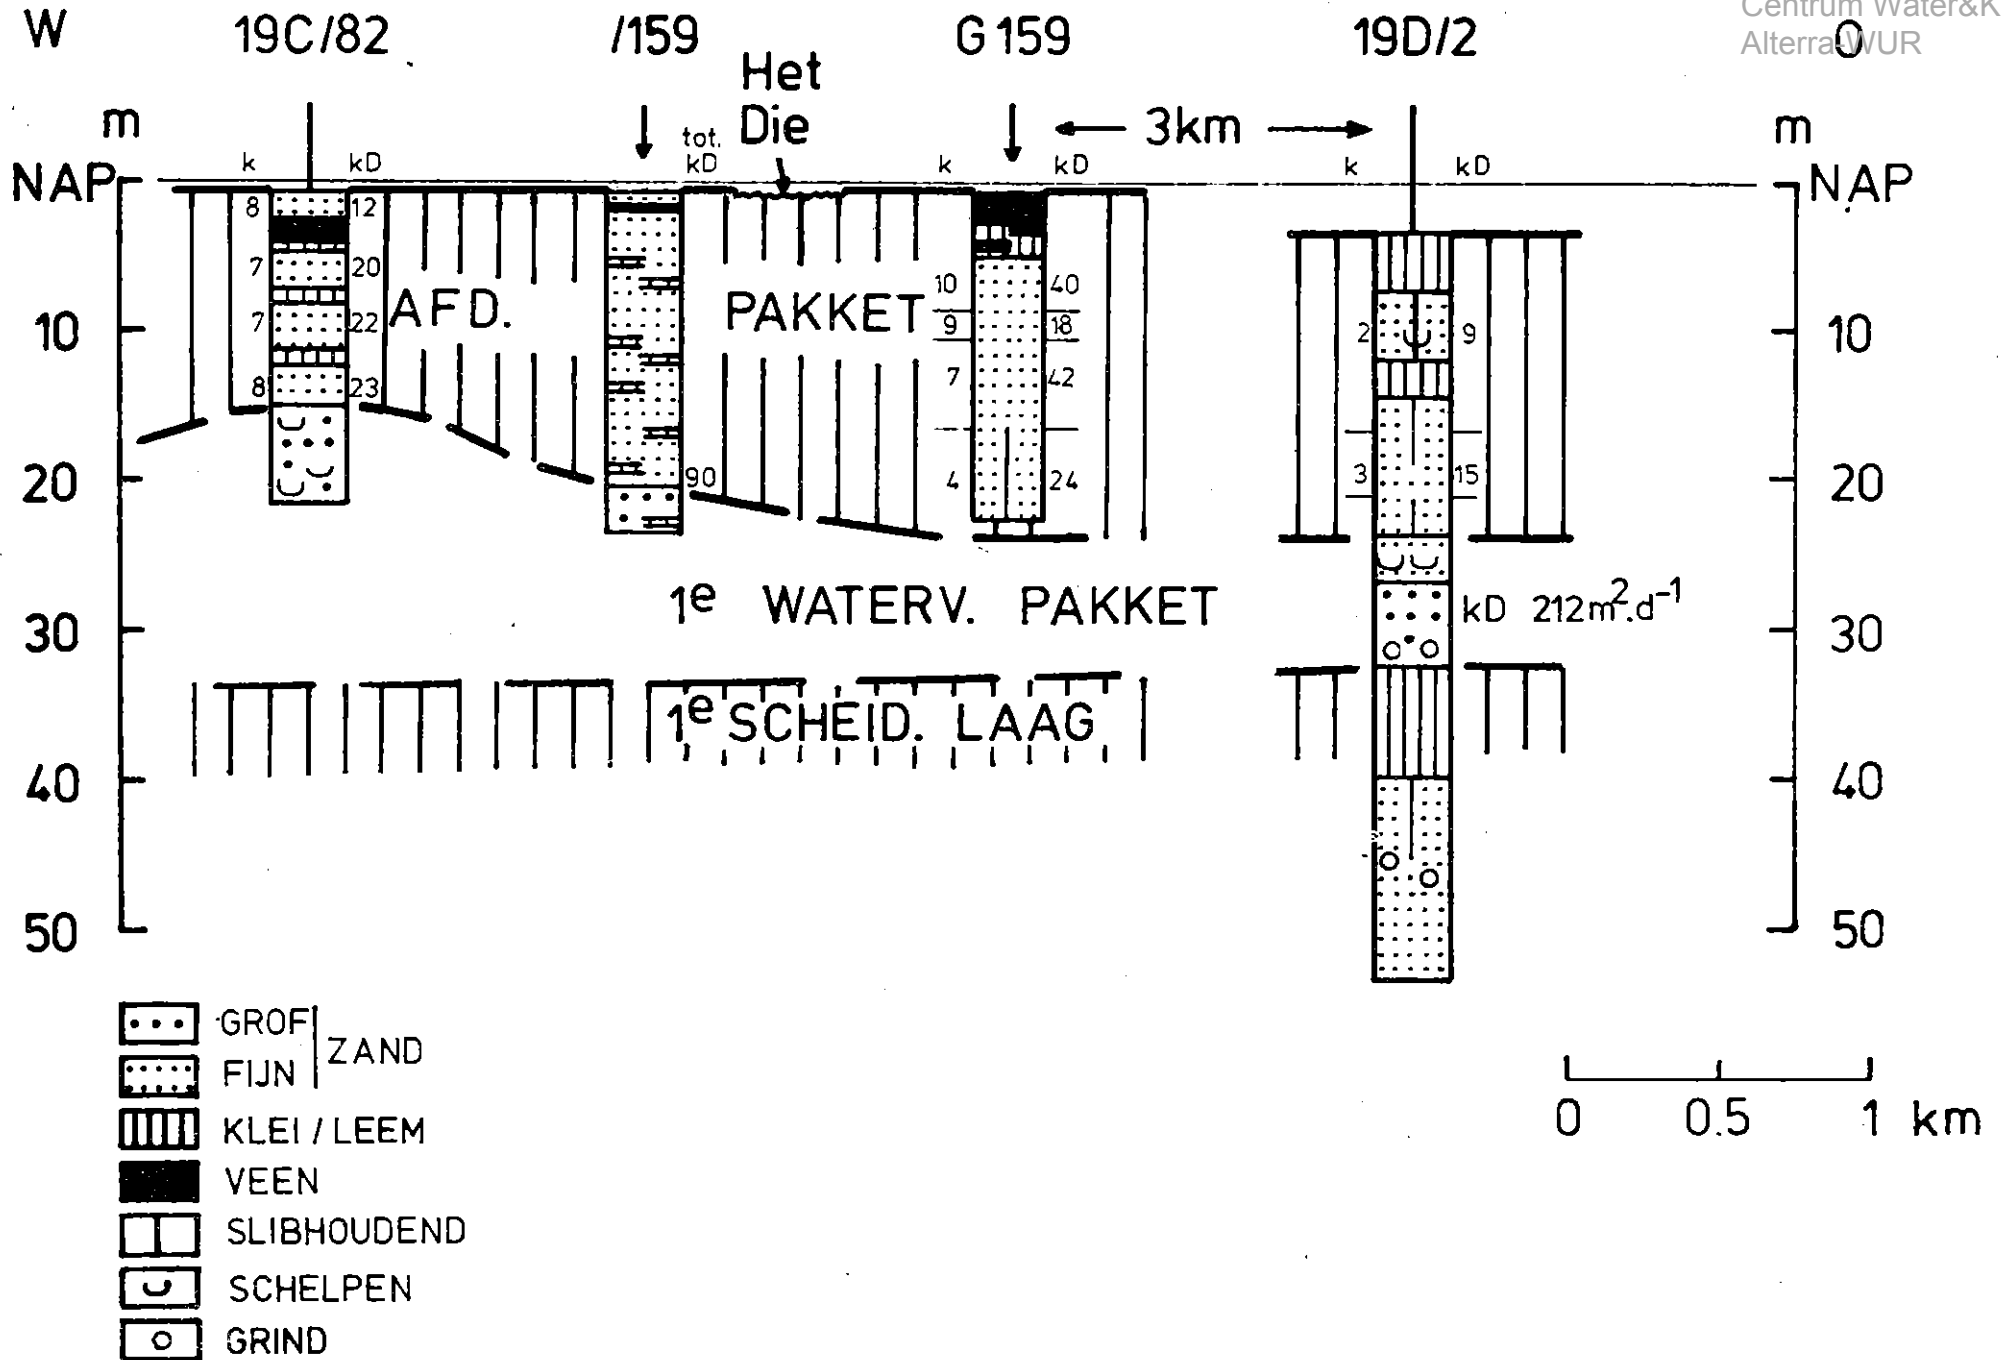 Centrum Water&K
Alterra-WUR
W 19C/82 /159 G 159 19D/2 O
Het
Die
← 3km →
m m
tot.
k kD kD k kD k kD
NAP NAP
8 12
7 20
10 40
AFD. PAKKET
7 22
9 18
2 9
10 10
8 23
7 42
90
4 24
3 15
20 20
1e WATERV. PAKKET
kD 212 m².d⁻¹
30 30
1e SCHEID. LAAG
40 40
50 50
GROF
FIJN
ZAND
KLEI / LEEM
VEEN
SLIBHOUDEND
SCHELPEN
GRIND
0 0.5 1 km